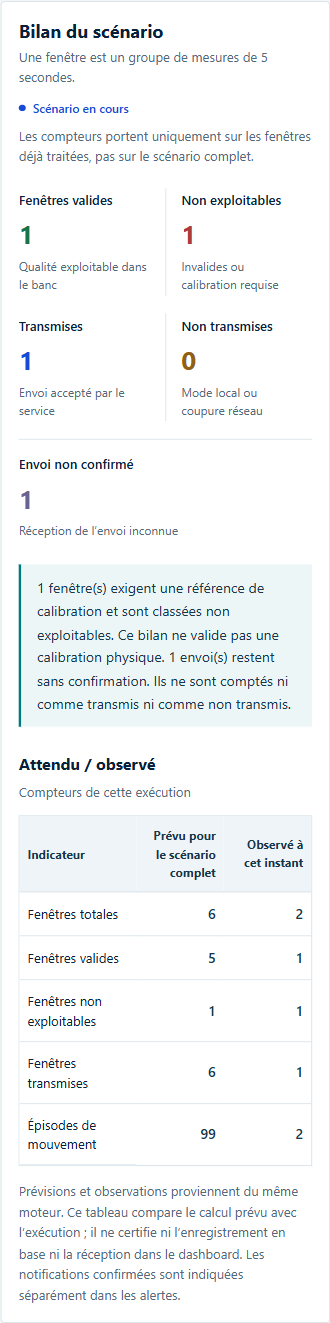 Bilan du scénario
Une fenêtre est un groupe de mesures de 5
secondes.
Scénario en cours
Les compteurs portent uniquement sur les fenêtres
déjà traitées, pas sur le scénario complet.
Fenêtres valides
1
Qualité exploitable dans
le banc
Non exploitables
1
Invalides ou
calibration requise
Transmises
1
Envoi accepté par le
service
Non transmises
0
Mode local ou
coupure réseau
Envoi non confirmé
1
Réception de l’envoi inconnue
1 fenêtre(s) exigent une référence de
calibration et sont classées non
exploitables. Ce bilan ne valide pas une
calibration physique. 1 envoi(s) restent
sans confirmation. Ils ne sont comptés ni
comme transmis ni comme non transmis.
Attendu / observé
Compteurs de cette exécution
Indicateur
Prévu pour
le scénario
complet
Observé à
cet instant
Fenêtres totales 6 2
Fenêtres valides 5 1
Fenêtres non
exploitables 1 1
Fenêtres
transmises 6 1
Épisodes de
mouvement 99 2
Prévisions et observations proviennent du même
moteur. Ce tableau compare le calcul prévu avec
l’exécution ; il ne certifie ni l’enregistrement en
base ni la réception dans le dashboard. Les
notifications confirmées sont indiquées
séparément dans les alertes.